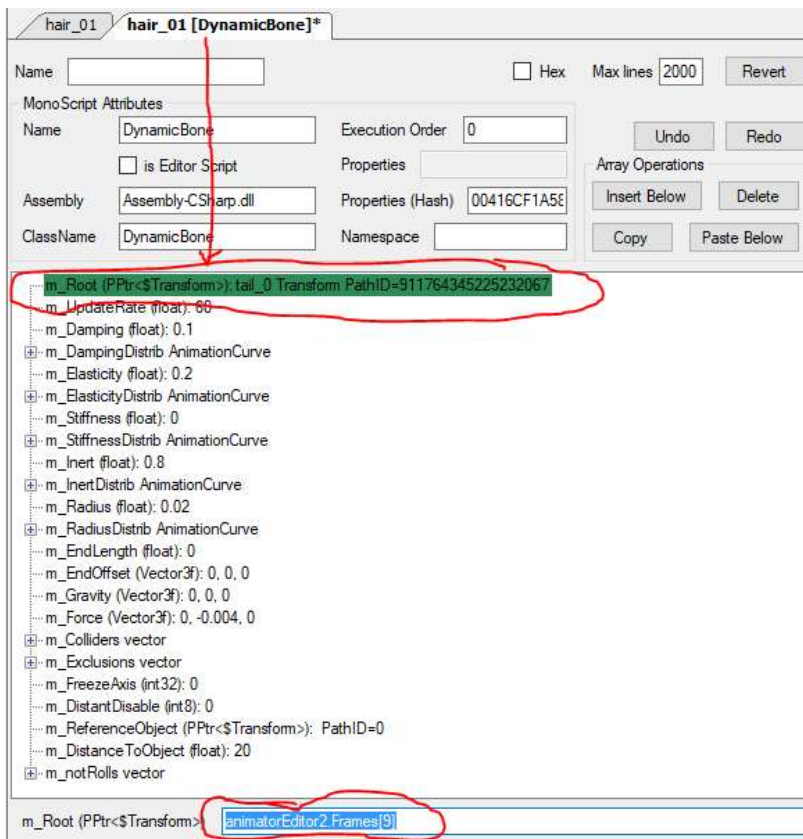 hair_01 hair_01 [DynamicBone]*
Name Hex Max lines 2000 Revert
MonoScript Attributes
Name DynamicBone Execution Order 0 Undo Redo
is Editor Script Properties Array Operations
Assembly Assembly-CSharp.dll Properties (Hash) 00416CF1A58 Insert Below Delete
ClassName DynamicBone Namespace Copy Paste Below
m_Root (PPtr<$Transform>): tail_0 Transform PathID=911764345225232067
m_UpdateRate (float): 60
m_Damping (float): 0.1
m_DampingDistrib AnimationCurve
m_Elasticity (float): 0.2
m_ElasticityDistrib AnimationCurve
m_Stiffness (float): 0
m_StiffnessDistrib AnimationCurve
m_Inert (float): 0.8
m_InertDistrib AnimationCurve
m_Radius (float): 0.02
m_RadiusDistrib AnimationCurve
m_EndLength (float): 0
m_EndOffset (Vector3f): 0, 0, 0
m_Gravity (Vector3f): 0, 0, 0
m_Force (Vector3f): 0, -0.004, 0
m_Colliders vector
m_Exclusions vector
m_FreezeAxis (int32): 0
m_DistantDisable (int8): 0
m_ReferenceObject (PPtr<$Transform>): PathID=0
m_DistanceToObject (float): 20
m_notRolls vector
m_Root (PPtr<$Transform>) animatorEditor2.Frames[9]